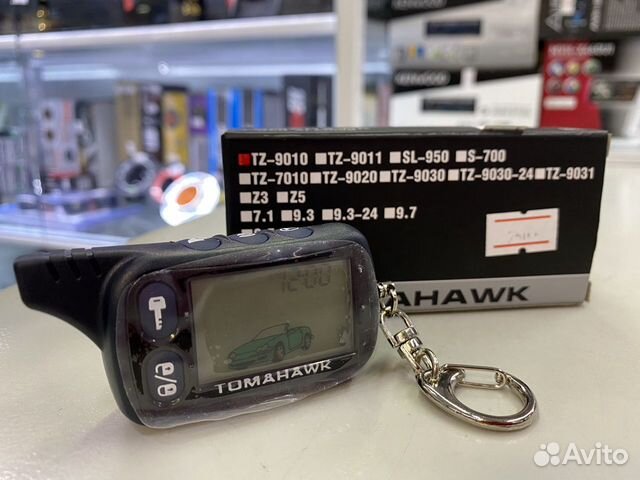 TZ-9010 TZ-9011 SL-950 S-700
TZ-7010 TZ-9020 TZ-9030 TZ-9030-24 TZ-9031
Z3 Z5
7.1 9.3 9.3-24 9.7
AHAWK
12:00
TOMAHAWK
Avito